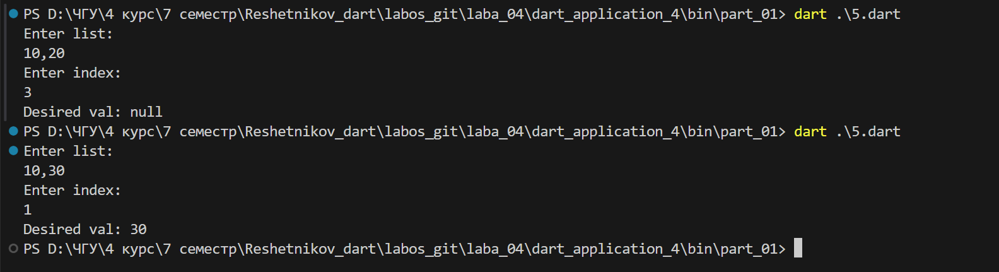 PS D:\ЧГУ\4 курс\7 семестр\Reshetnikov_dart\labos_git\laba_04\dart_application_4\bin\part_01> dart .\5.dart
Enter list:
10,20
Enter index:
3
Desired val: null
PS D:\ЧГУ\4 курс\7 семестр\Reshetnikov_dart\labos_git\laba_04\dart_application_4\bin\part_01> dart .\5.dart
Enter list:
10,30
Enter index:
1
Desired val: 30
PS D:\ЧГУ\4 курс\7 семестр\Reshetnikov_dart\labos_git\laba_04\dart_application_4\bin\part_01>